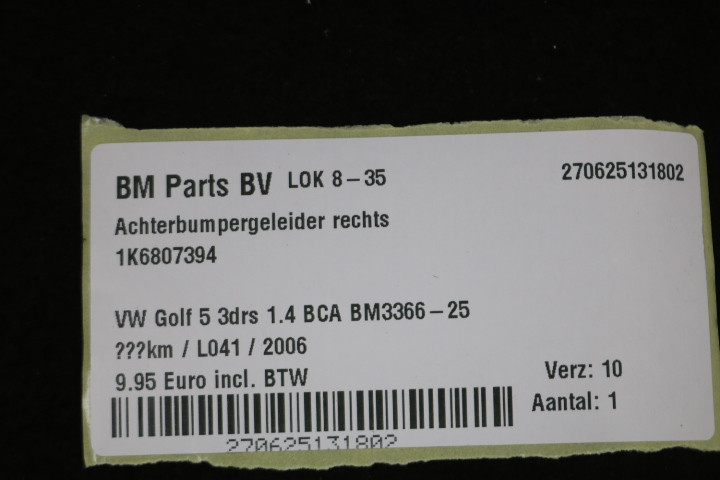 BM Parts BV LOK 8-35 270625131802
Achterbumpergeleider rechts
1K6807394
VW Golf 5 3drs 1.4 BCA BM3366-25
???km / L041 / 2006
9.95 Euro incl. BTW
Verz: 10
Aantal: 1
270625131802